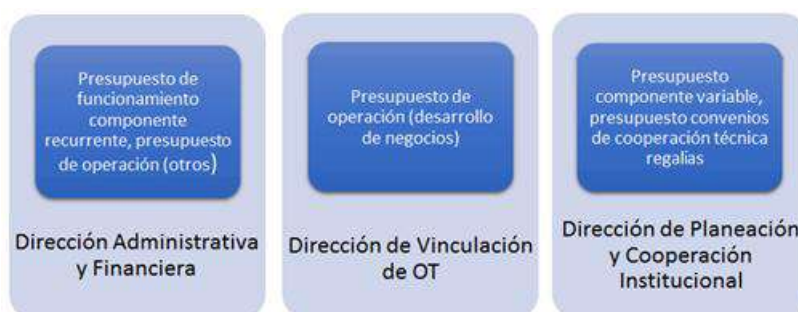 Presupuesto de
funcionamiento
componente
recurrente, presupuesto
de operación (otros)
Dirección Administrativa
y Financiera
Presupuesto de
operación (desarrollo
de negocios)
Dirección de Vinculación
de OT
Presupuesto
componente variable,
presupuesto convenios
de cooperación técnica
regalias
Dirección de Planeación
y Cooperación
Institucional